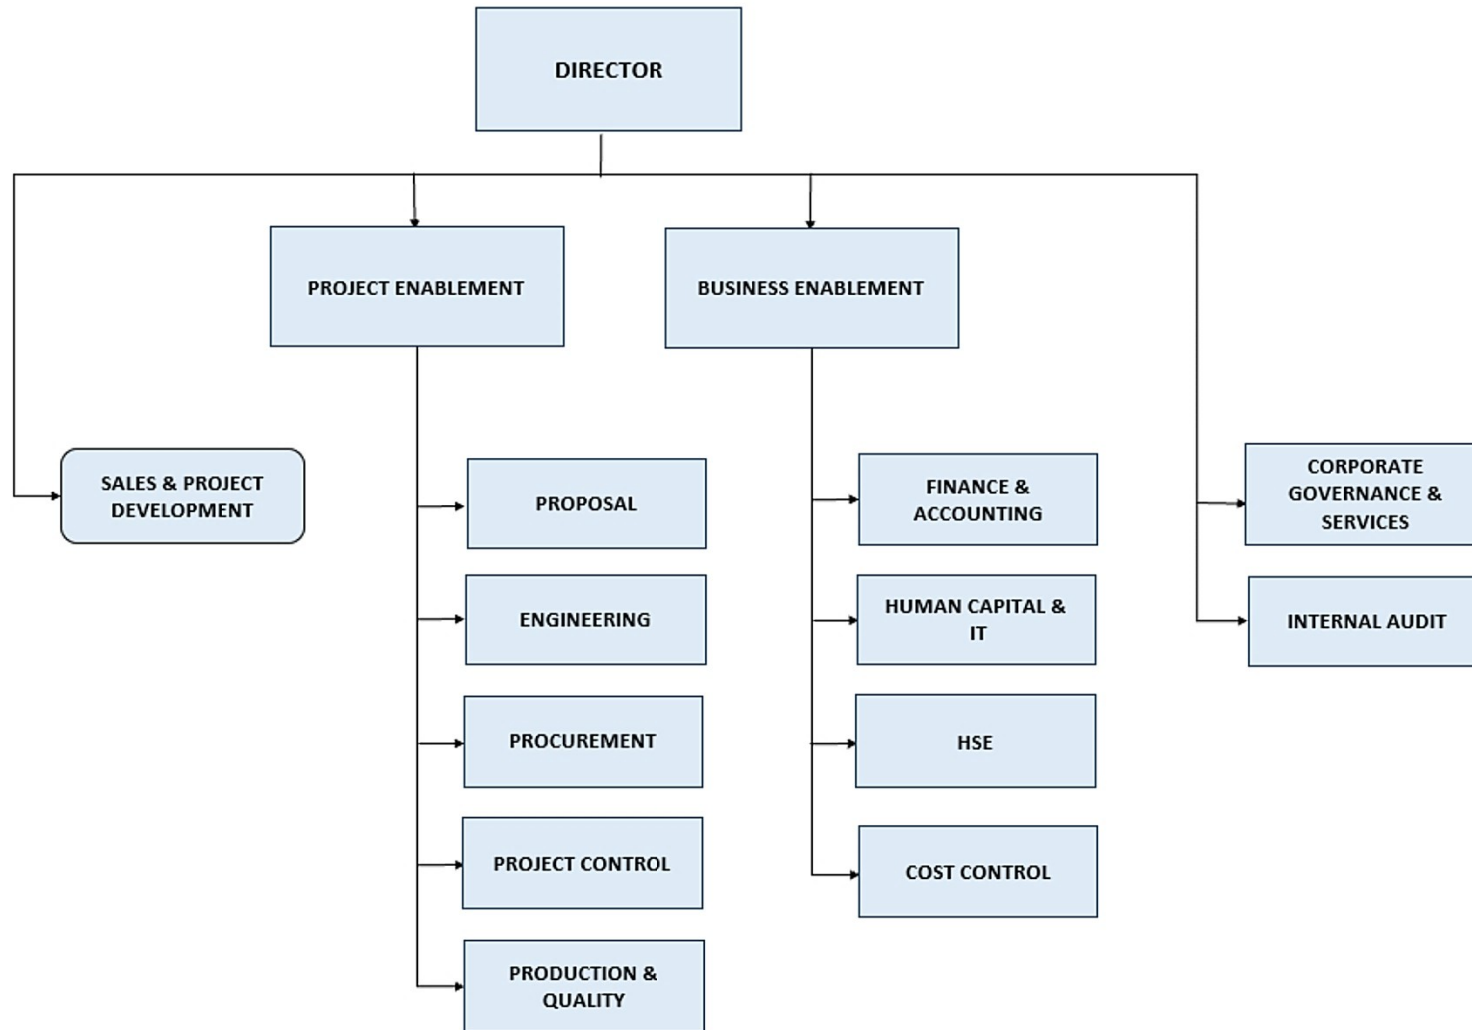 DIRECTOR
PROJECT ENABLEMENT
BUSINESS ENABLEMENT
SALES & PROJECT
DEVELOPMENT
PROPOSAL
ENGINEERING
PROCUREMENT
PROJECT CONTROL
PRODUCTION &
QUALITY
FINANCE &
ACCOUNTING
HUMAN CAPITAL &
IT
HSE
COST CONTROL
CORPORATE
GOVERNANCE &
SERVICES
INTERNAL AUDIT